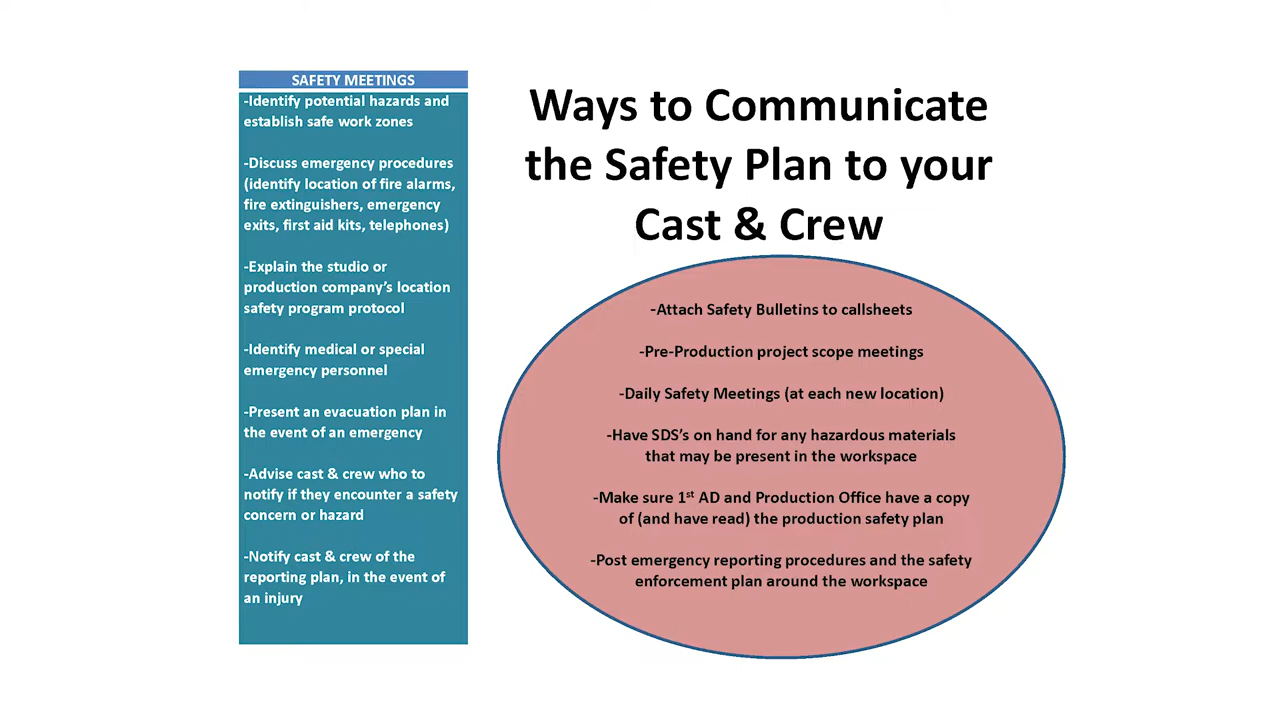 SAFETY MEETINGS
-Identify potential hazards and
establish safe work zones
-Discuss emergency procedures
(identify location of fire alarms,
fire extinguishers, emergency
exits, first aid kits, telephones)
-Explain the studio or
production company's location
safety program protocol
-Identify medical or special
emergency personnel
-Present an evacuation plan in
the event of an emergency
-Advise cast & crew who to
notify if they encounter a safety
concern or hazard
-Notify cast & crew of the
reporting plan, in the event of
an injury
Ways to Communicate
the Safety Plan to your
Cast & Crew
-Attach Safety Bulletins to callsheets
-Pre-Production project scope meetings
-Daily Safety Meetings (at each new location)
-Have SDS's on hand for any hazardous materials
that may be present in the workspace
-Make sure 1st AD and Production Office have a copy
of (and have read) the production safety plan
-Post emergency reporting procedures and the safety
enforcement plan around the workspace